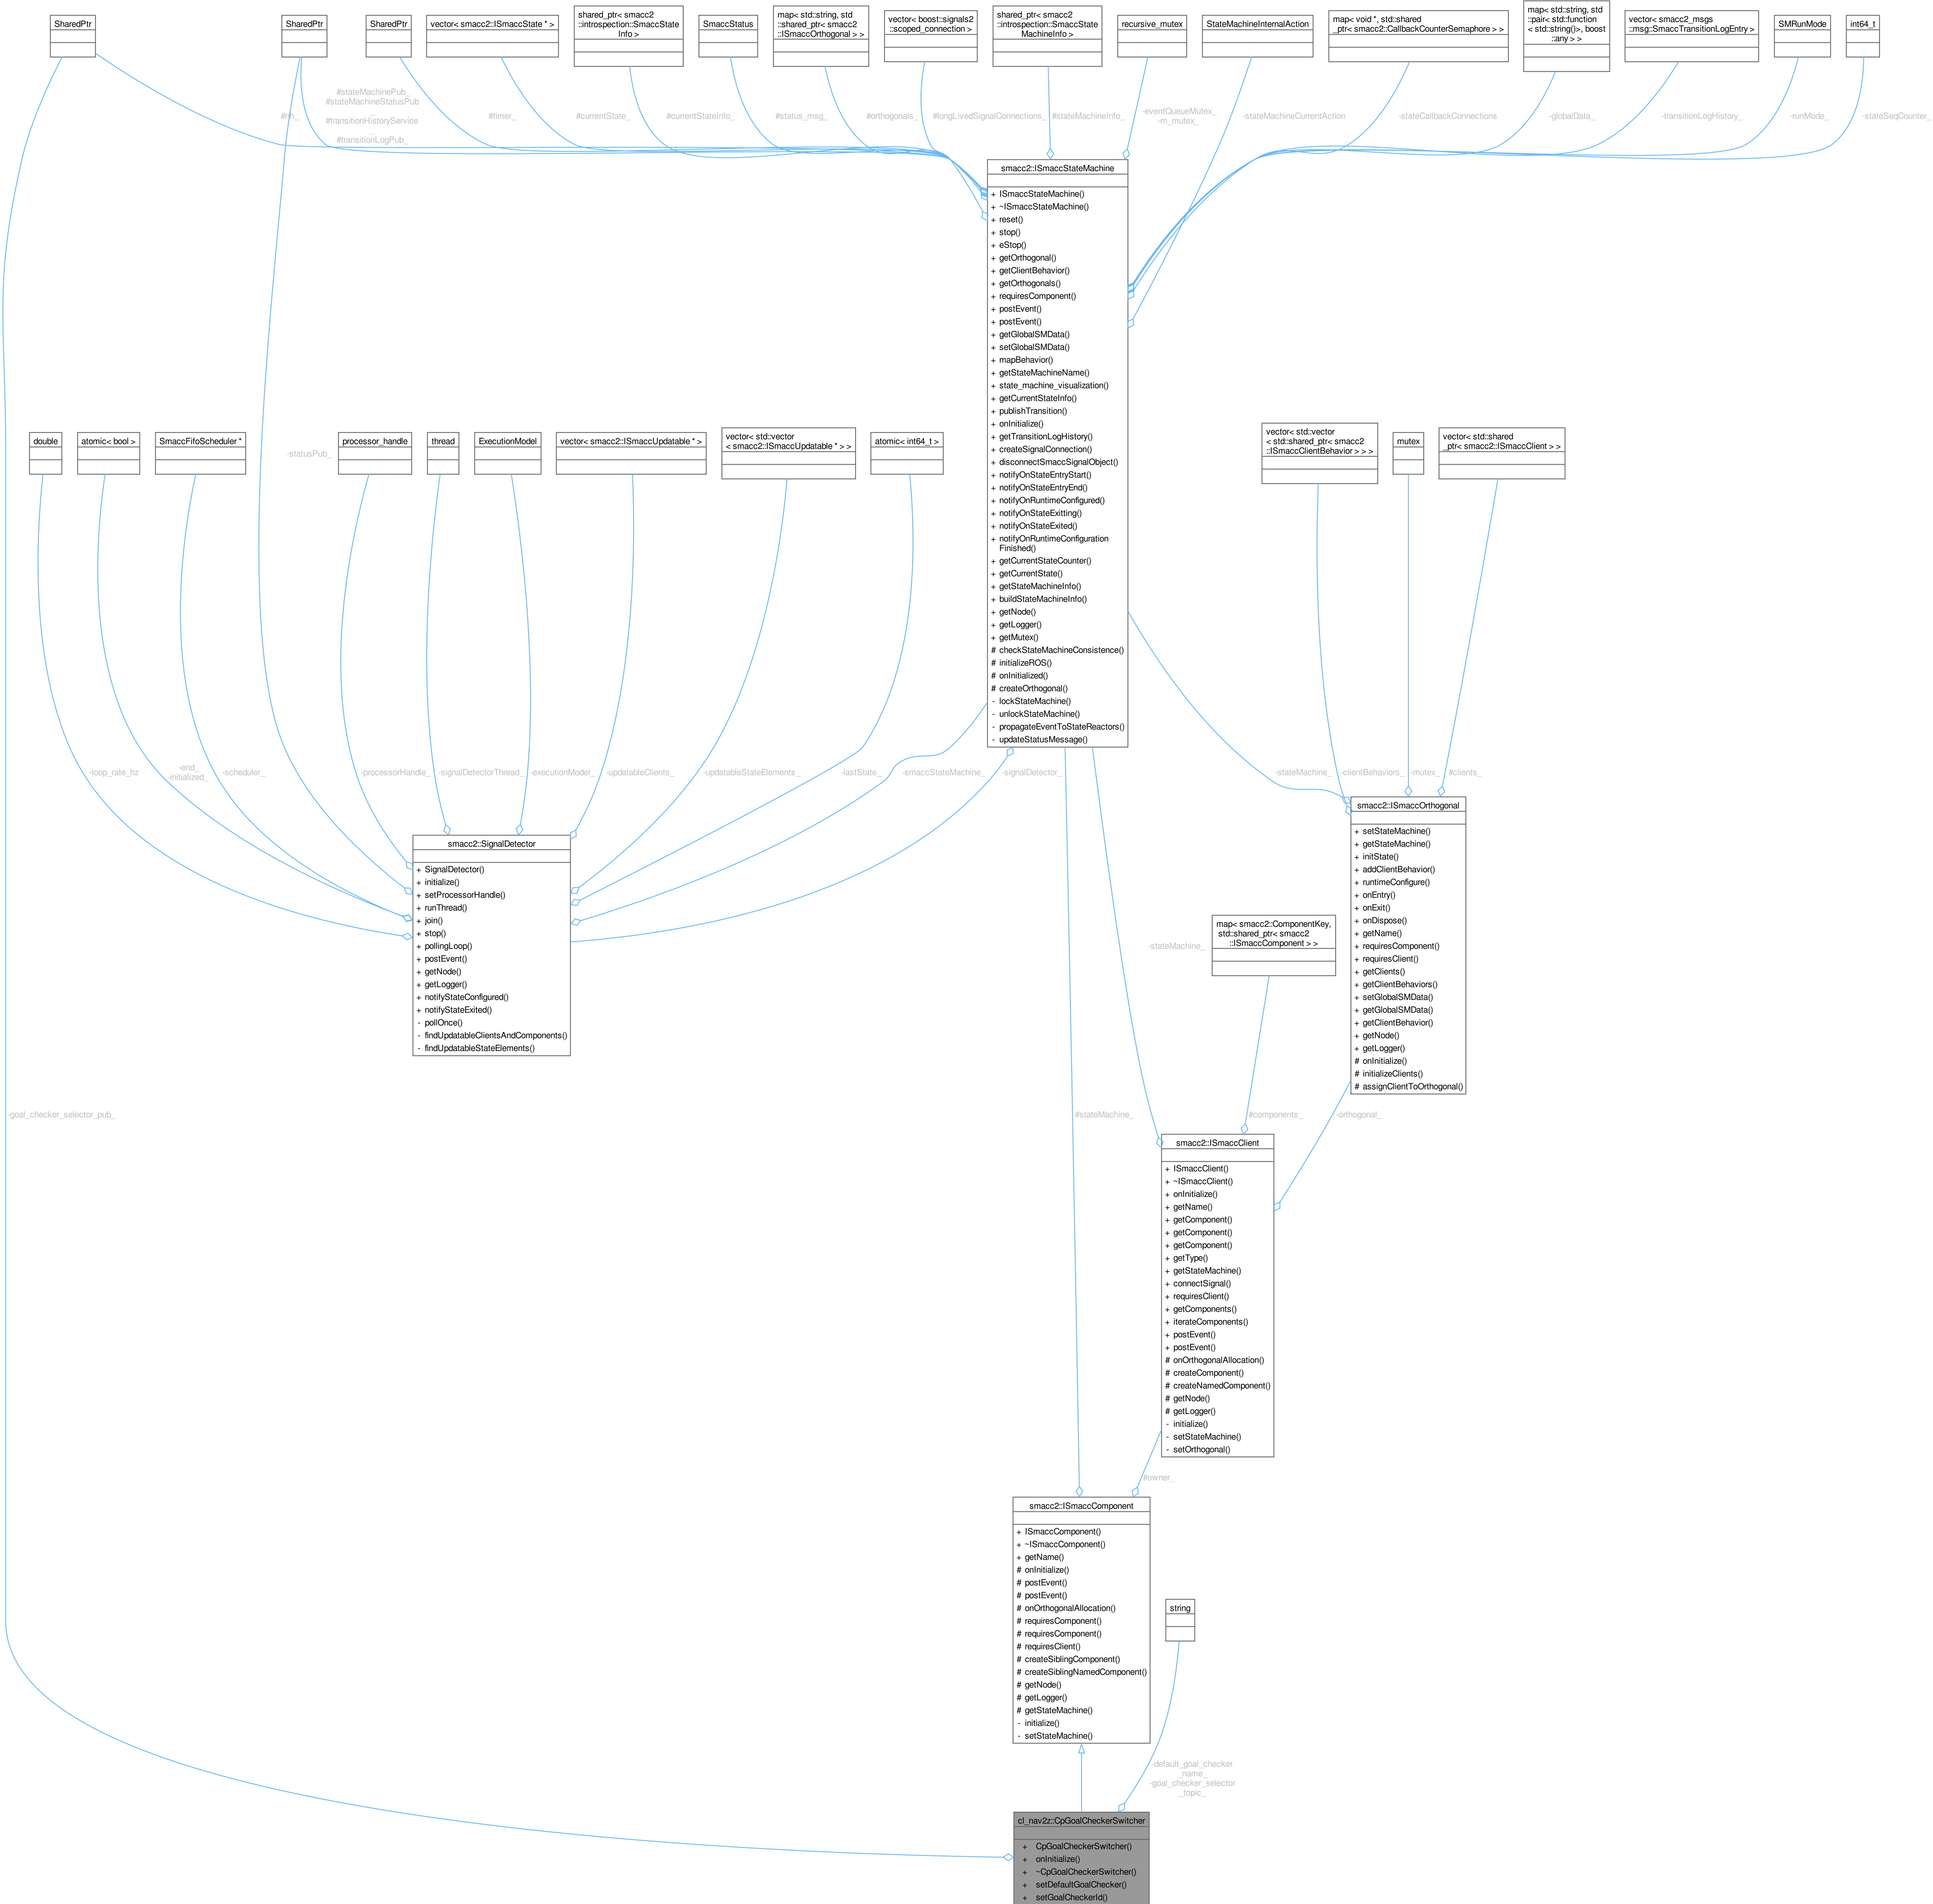 SharedPtr
SharedPtr
SharedPtr
vector< smacc2::ISmaccState * >
shared_ptr< smacc2
::introspection::SmaccState
Info >
SmaccStatus
map< std::string, std
::shared_ptr< smacc2
::ISmaccOrthogonal > >
vector< boost::signals2
::scoped_connection >
shared_ptr< smacc2
::introspection::SmaccState
MachineInfo >
recursive_mutex
StateMachineInternalAction
map< void *, std::shared
_ptr< smacc2::CallbackCounterSemaphore > >
map< std::string, std
::pair< std::function
< std::string()>, boost
::any > >
vector< smacc2_msgs
::msg::SmaccTransitionLogEntry >
SMRunMode
int64_t
#nh_
#stateMachinePub_
#stateMachineStatusPub
_
#transitionHistoryService
_
#transitionLogPub_
#timer_
#currentState_
#currentStateInfo_
#status_msg_
#orthogonals_
#longLivedSignalConnections_
#stateMachineInfo_
-eventQueueMutex_
-m_mutex_
-stateMachineCurrentAction
-stateCallbackConnections
-globalData_
-transitionLogHistory_
-runMode_
-stateSeqCounter_
smacc2::ISmaccStateMachine
+ ISmaccStateMachine()
+ ~ISmaccStateMachine()
+ reset()
+ stop()
+ eStop()
+ getOrthogonal()
+ getClientBehavior()
+ getOrthogonals()
+ requiresComponent()
+ postEvent()
+ postEvent()
+ getGlobalSMData()
+ setGlobalSMData()
+ mapBehavior()
+ getStateMachineName()
+ state_machine_visualization()
+ getCurrentStateInfo()
+ publishTransition()
+ onInitialize()
+ getTransitionLogHistory()
+ createSignalConnection()
+ disconnectSmaccSignalObject()
+ notifyOnStateEntryStart()
+ notifyOnStateEntryEnd()
+ notifyOnRuntimeConfigured()
+ notifyOnStateExitting()
+ notifyOnStateExited()
+ notifyOnRuntimeConfiguration
Finished()
+ getCurrentStateCounter()
+ getCurrentState()
+ getStateMachineInfo()
+ buildStateMachineInfo()
+ getNode()
+ getLogger()
+ getMutex()
# checkStateMachineConsistence()
# initializeROS()
# onInitialized()
# createOrthogonal()
- lockStateMachine()
- unlockStateMachine()
- propagateEventToStateReactors()
- updateStatusMessage()
double
atomic< bool >
SmaccFifoScheduler *
-statusPub_
processor_handle
thread
ExecutionModel
vector< smacc2::ISmaccUpdatable * >
vector< std::vector
< smacc2::ISmaccUpdatable * > >
atomic< int64_t >
vector< std::vector
< std::shared_ptr< smacc2
::ISmaccClientBehavior > > >
mutex
vector< std::shared
_ptr< smacc2::ISmaccClient > >
-loop_rate_hz
-end_
-initialized_
-scheduler_
-processorHandle_
-signalDetectorThread_
-executionModel_
-updatableClients_
-updatableStateElements_
-lastState_
-smaccStateMachine_
-signalDetector_
-stateMachine_
-clientBehaviors_
-mutex_
#clients_
smacc2::SignalDetector
+ SignalDetector()
+ initialize()
+ setProcessorHandle()
+ runThread()
+ join()
+ stop()
+ pollingLoop()
+ postEvent()
+ getNode()
+ getLogger()
+ notifyStateConfigured()
+ notifyStateExited()
- pollOnce()
- findUpdatableClientsAndComponents()
- findUpdatableStateElements()
smacc2::ISmaccOrthogonal
+ setStateMachine()
+ getStateMachine()
+ initState()
+ addClientBehavior()
+ runtimeConfigure()
+ onEntry()
+ onExit()
+ onDispose()
+ getName()
+ requiresComponent()
+ requiresClient()
+ getClients()
+ getClientBehaviors()
+ setGlobalSMData()
+ getGlobalSMData()
+ getClientBehavior()
+ getNode()
+ getLogger()
# onInitialize()
# initializeClients()
# assignClientToOrthogonal()
map< smacc2::ComponentKey,
std::shared_ptr< smacc2
::ISmaccComponent > >
-stateMachine_
-goal_checker_selector_pub_
#stateMachine_
#components_
-orthogonal_
smacc2::ISmaccClient
+ ISmaccClient()
+ ~ISmaccClient()
+ onInitialize()
+ getName()
+ getComponent()
+ getComponent()
+ getComponent()
+ getType()
+ getStateMachine()
+ connectSignal()
+ requiresClient()
+ getComponents()
+ iterateComponents()
+ postEvent()
+ postEvent()
# onOrthogonalAllocation()
# createComponent()
# createNamedComponent()
# getNode()
# getLogger()
- initialize()
- setStateMachine()
- setOrthogonal()
#owner_
smacc2::ISmaccComponent
+ ISmaccComponent()
+ ~ISmaccComponent()
+ getName()
# onInitialize()
# postEvent()
# postEvent()
# onOrthogonalAllocation()
# requiresComponent()
# requiresComponent()
# requiresClient()
# createSiblingComponent()
# createSiblingNamedComponent()
# getNode()
# getLogger()
# getStateMachine()
- initialize()
- setStateMachine()
string
-default_goal_checker
_name_
-goal_checker_selector
_topic_
cl_nav2z::CpGoalCheckerSwitcher
+ CpGoalCheckerSwitcher()
+ onInitialize()
+ ~CpGoalCheckerSwitcher()
+ setDefaultGoalChecker()
+ setGoalCheckerId()